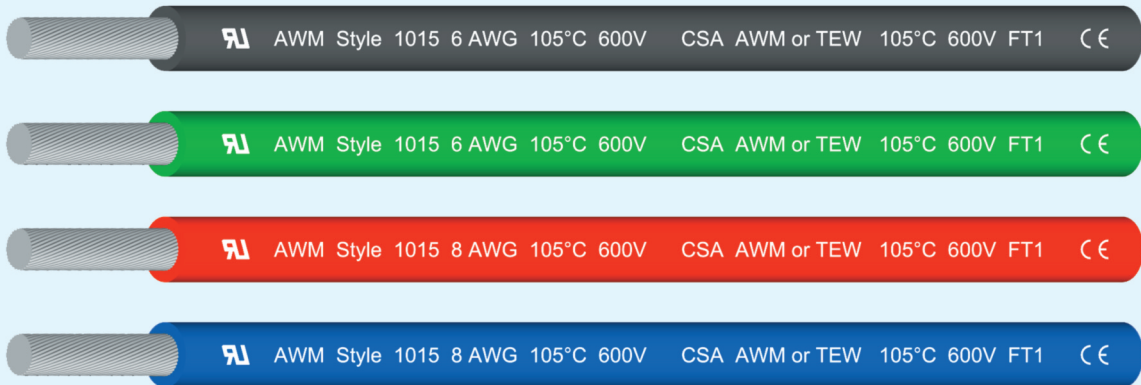 AWM Style 1015 6 AWG 105°C 600V CSA AWM or TEW 105°C 600V FT1 CE
AWM Style 1015 6 AWG 105°C 600V CSA AWM or TEW 105°C 600V FT1 CE
AWM Style 1015 8 AWG 105°C 600V CSA AWM or TEW 105°C 600V FT1 CE
AWM Style 1015 8 AWG 105°C 600V CSA AWM or TEW 105°C 600V FT1 CE